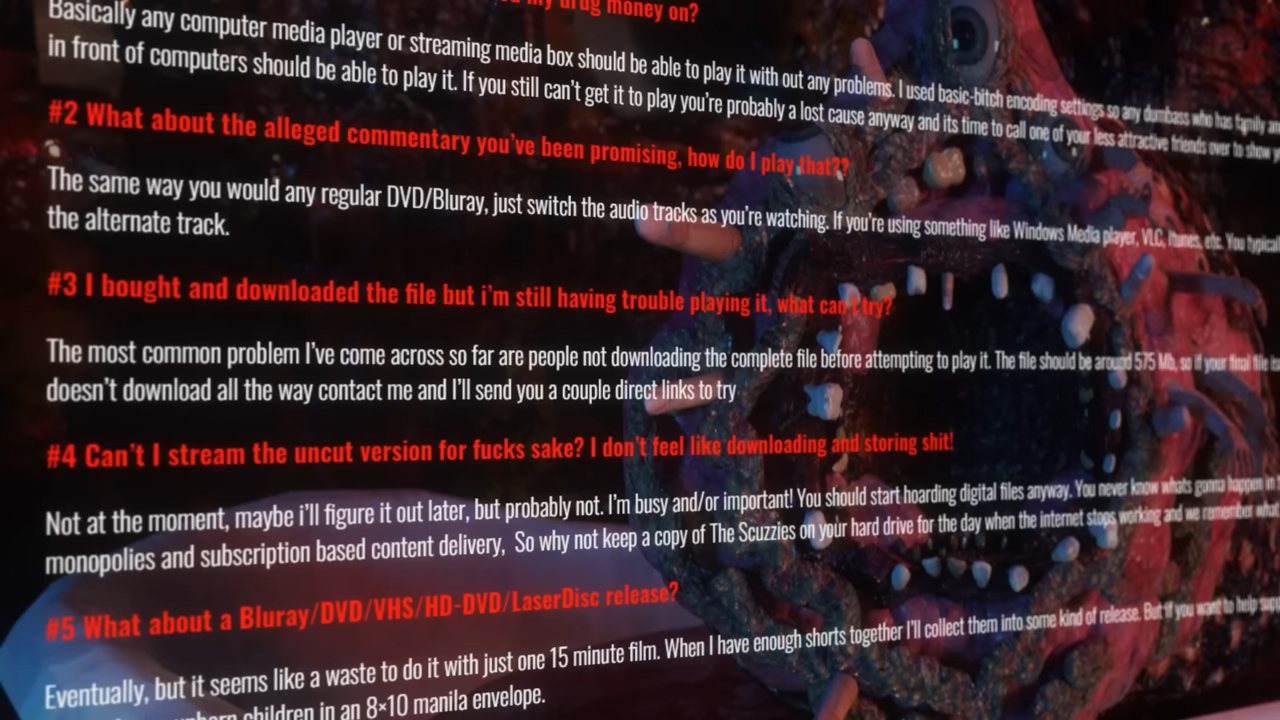 my drug money on?
Basically any computer media player or streaming media box should be able to play it with out any problems. I used basic-bitch encoding settings so any dumbass who has family and
in front of computers should be able to play it. If you still can't get it to play you're probably a lost cause anyway and its time to call one of your less attractive friends over to show
#2 What about the alleged commentary you've been promising, how do I play that??
The same way you would any regular DVD/Bluray, just switch the audio tracks as you're watching. If you're using something like Windows Media player, VLC, Itunes, etc. You typical
the alternate track.
#3 I bought and downloaded the file but i'm still having trouble playing it, what can I try?
The most common problem I've come across so far are people not downloading the complete file before attempting to play it. The file should be around 575 Mb, so if your final file
doesn't download all the way contact me and I'll send you a couple direct links to try
#4 Can't I stream the uncut version for fucks sake? I don't feel like downloading and storing shit!
Not at the moment, maybe i'll figure it out later, but probably not. I'm busy and/or important! You should start hoarding digital files anyway. You never know whats gonna happen in
monopolies and subscription based content delivery, So why not keep a copy of The Scuzzies on your hard drive for the day when the internet stops working and we remember what
#5 What about a Bluray/DVD/VHS/HD-DVD/LaserDisc release?
Eventually, but it seems like a waste to do it with just one 15 minute film. When I have enough shorts together I'll collect them into some kind of release. But if you want to help
children in an 8×10 manila envelope.